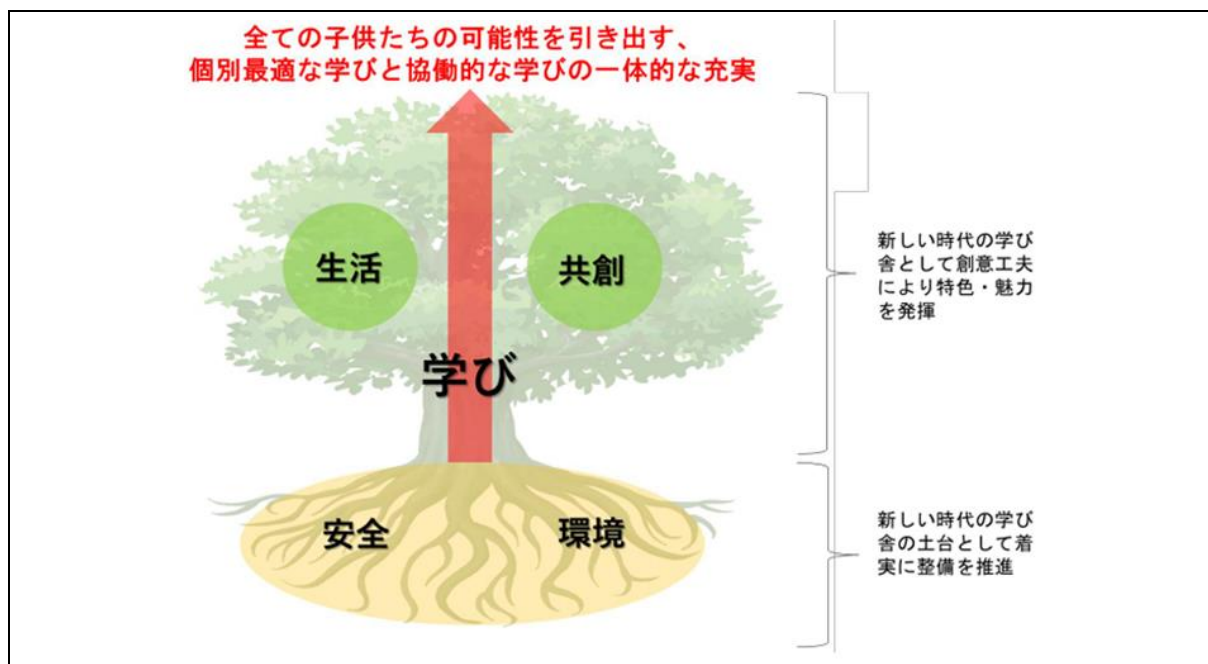 全ての子供たちの可能性を引き出す、
個別最適な学びと協働的な学びの一体的な充実
生活
共創
学び
新しい時代の学び
舎として創意工夫
により特色・魅力
を発揮
安全
環境
新しい時代の学び
舎の土台として着
実に整備を推進